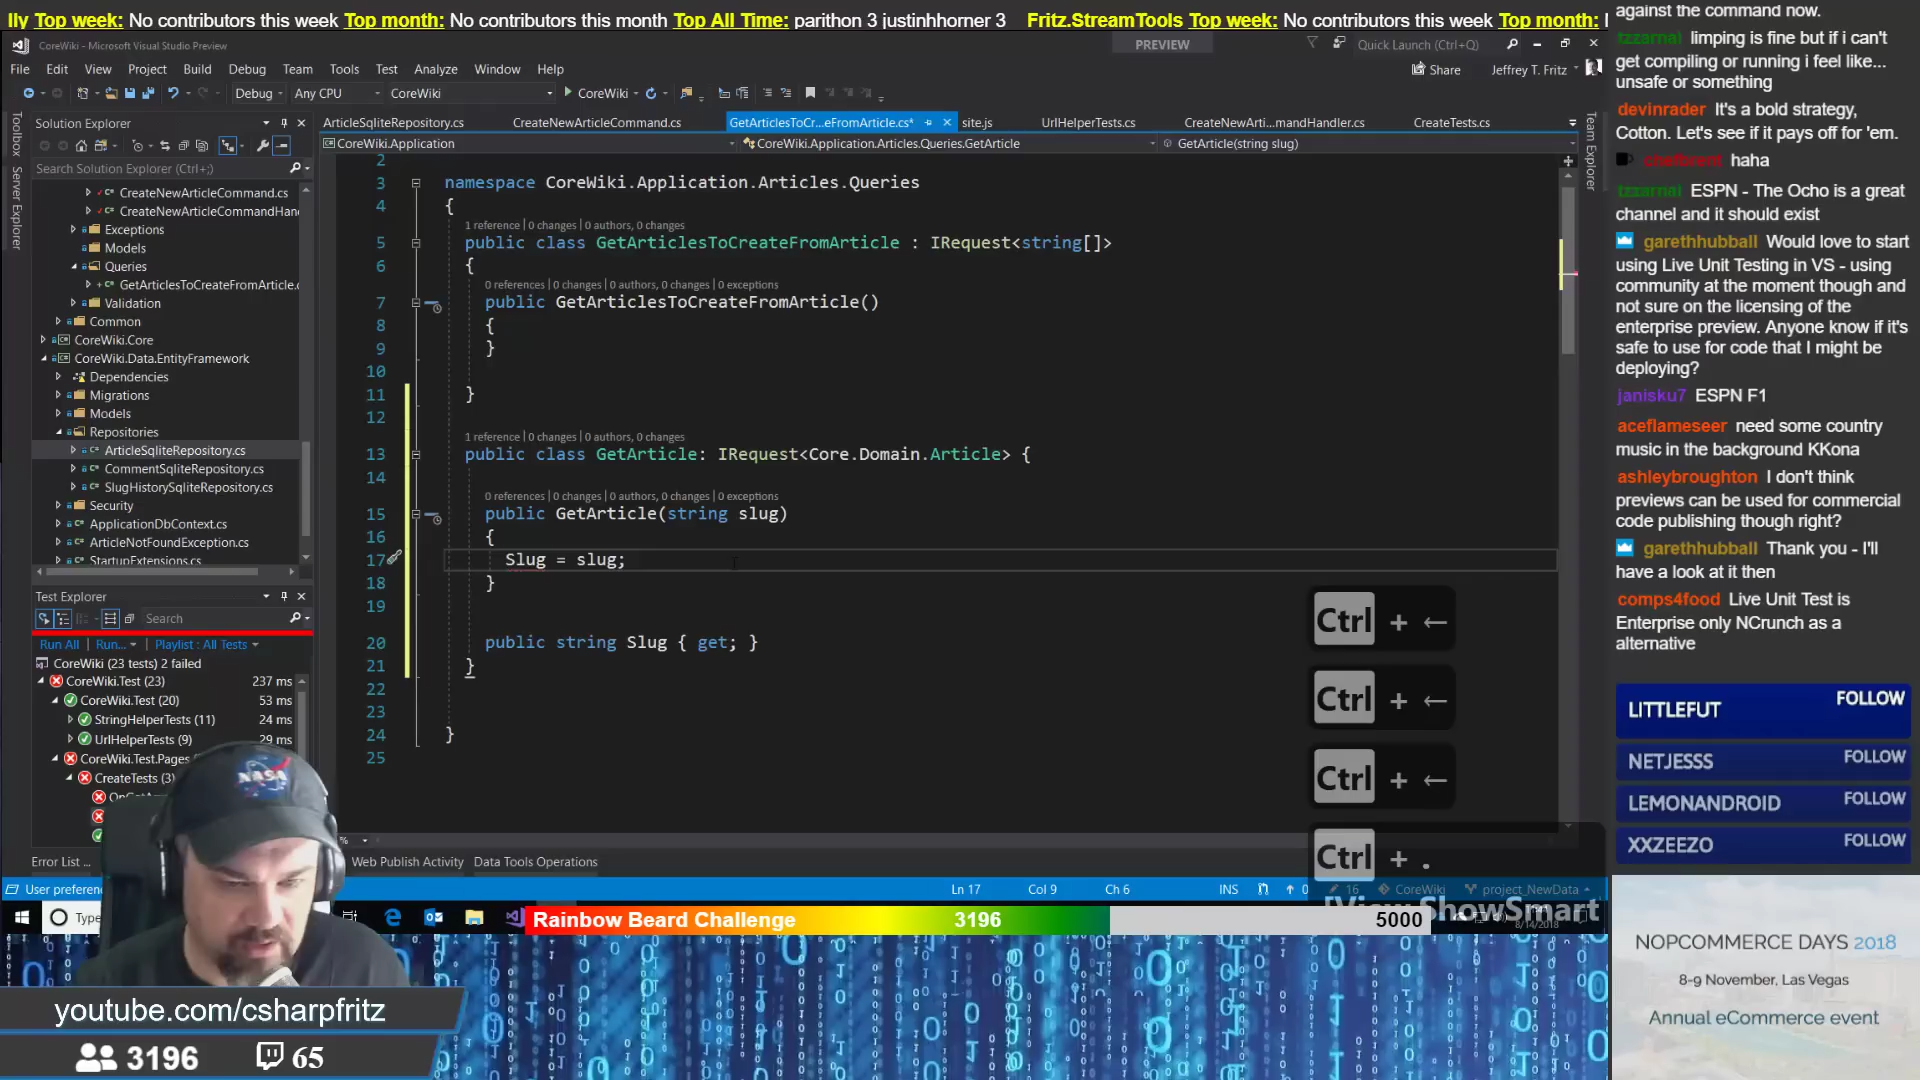 lly Top week: No contributors this week Top month: No contributors this month Top All Time: parithon 3 justinhhorner 3 Fritz.StreamTools Top week: No contributors this week Top month:
CoreWiki - Microsoft Visual Studio Preview
PREVIEW
Quick Launch (Ctrl+Q)
File Edit View Project Build Debug Team Tools Test Analyze Window Help
Share Jeffrey T. Fritz
Debug Any CPU CoreWiki CoreWiki
Toolbox
Server Explorer
Team Explorer
Solution Explorer
Search Solution Explorer (Ctrl+;)
CreateNewArticleCommand.cs
CreateNewArticleCommandHan
Exceptions
Models
Queries
GetArticlesToCreateFromArticle.c
Validation
Common
CoreWiki.Core
CoreWiki.Data.EntityFramework
Dependencies
Migrations
Models
Repositories
ArticleSqliteRepository.cs
CommentSqliteRepository.cs
SlugHistorySqliteRepository.cs
Security
ApplicationDbContext.cs
ArticleNotFoundException.cs
StartupExtensions.cs
Test Explorer
Search
Run All Run... Playlist : All Tests
CoreWiki (23 tests) 2 failed
CoreWiki.Test (23) 237 ms
CoreWiki.Test (20) 53 ms
StringHelperTests (11) 24 ms
UrlHelperTests (9) 29 ms
CoreWiki.Test.Pages
CreateTests (3)
ArticleSqliteRepository.cs CreateNewArticleCommand.cs GetArticlesToCr...eFromArticle.cs* site.js UrlHelperTests.cs CreateNewArti...mandHandler.cs CreateTests.cs
CoreWiki.Application CoreWiki.Application.Articles.Queries.GetArticle GetArticle(string slug)
2
3 namespace CoreWiki.Application.Articles.Queries
4 {
1 reference | 0 changes | 0 authors, 0 changes
5 public class GetArticlesToCreateFromArticle : IRequest<string[]>
6 {
0 references | 0 changes | 0 authors, 0 changes | 0 exceptions
7 public GetArticlesToCreateFromArticle()
8 {
9 }
10
11 }
12
1 reference | 0 changes | 0 authors, 0 changes
13 public class GetArticle: IRequest<Core.Domain.Article> {
14
0 references | 0 changes | 0 authors, 0 changes | 0 exceptions
15 public GetArticle(string slug)
16 {
17 Slug = slug;
18 }
19
20 public string Slug { get; }
21 }
22
23
24 }
25
Ctrl + ←
Ctrl + ←
Ctrl + ←
Ctrl + .
Error List ... Web Publish Activity Data Tools Operations
User preferen Ln 17 Col 9 Ch 6 INS 0 16 CoreWiki project_NewData
Type
8/14/2018
Rainbow Beard Challenge 3196 5000
NASA
youtube.com/csharpfritz
3196 65
against the command now.
tzzarnal limping is fine but if i can't
get compiling or running i feel like...
unsafe or something
devinrader It's a bold strategy,
Cotton. Let's see if it pays off for 'em.
chefbrent haha
tzzarnal ESPN - The Ocho is a great
channel and it should exist
garethhubball Would love to start
using Live Unit Testing in VS - using
community at the moment though and
not sure on the licensing of the
enterprise preview. Anyone know if it's
safe to use for code that I might be
deploying?
janisku7 ESPN F1
aceflameseer need some country
music in the background KKona
ashleybroughton I don't think
previews can be used for commercial
code publishing though right?
garethhubball Thank you - I'll
have a look at it then
comps4food Live Unit Test is
Enterprise only NCrunch as a
alternative
LITTLEFUT FOLLOW
NETJESSS FOLLOW
LEMONANDROID FOLLOW
XXZEEZO FOLLOW
NOPCOMMERCE DAYS 2018
8-9 November, Las Vegas
Annual eCommerce event